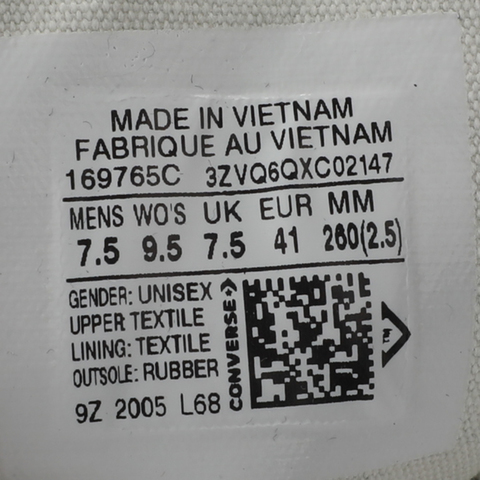 MADE IN VIETNAM
FABRIQUE AU VIETNAM
169765C 3ZVQ6QXC02147
MENS WO'S UK EUR MM
7.5 9.5 7.5 41 260(2.5)
GENDER: UNISEX
UPPER TEXTILE
LINING: TEXTILE
OUTSOLE: RUBBER
9Z 2005 L68
CONVERSE
TM